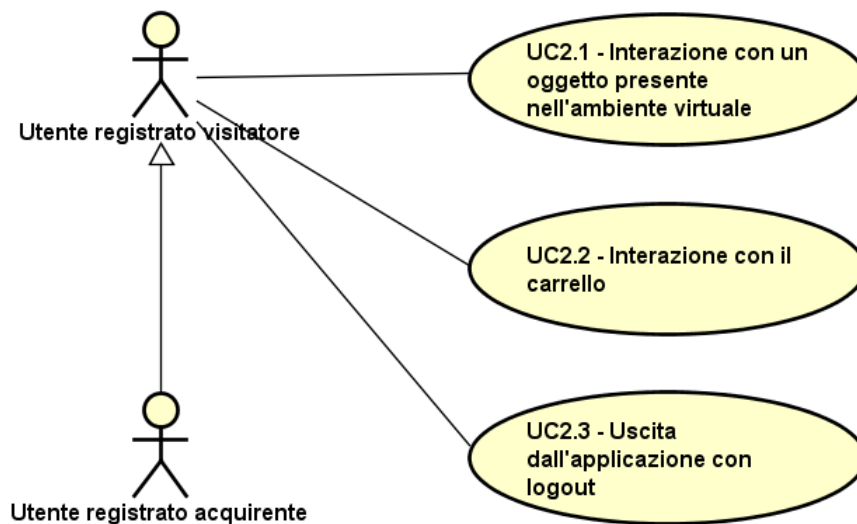 UC2.1 - Interazione con un
oggetto presente
nell'ambiente virtuale
Utente registrato visitatore
UC2.2 - Interazione con il
carrello
UC2.3 - Uscita
dall'applicazione con
logout
Utente registrato acquirente